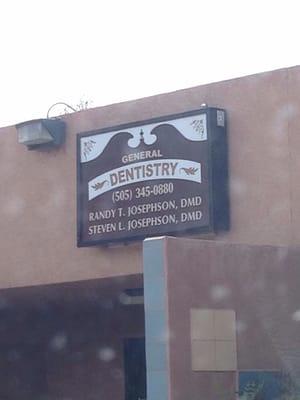 GENERAL
DENTISTRY
(505) 345-0880
RANDY T. JOSEPHSON, DMD
STEVEN L. JOSEPHSON, DMD